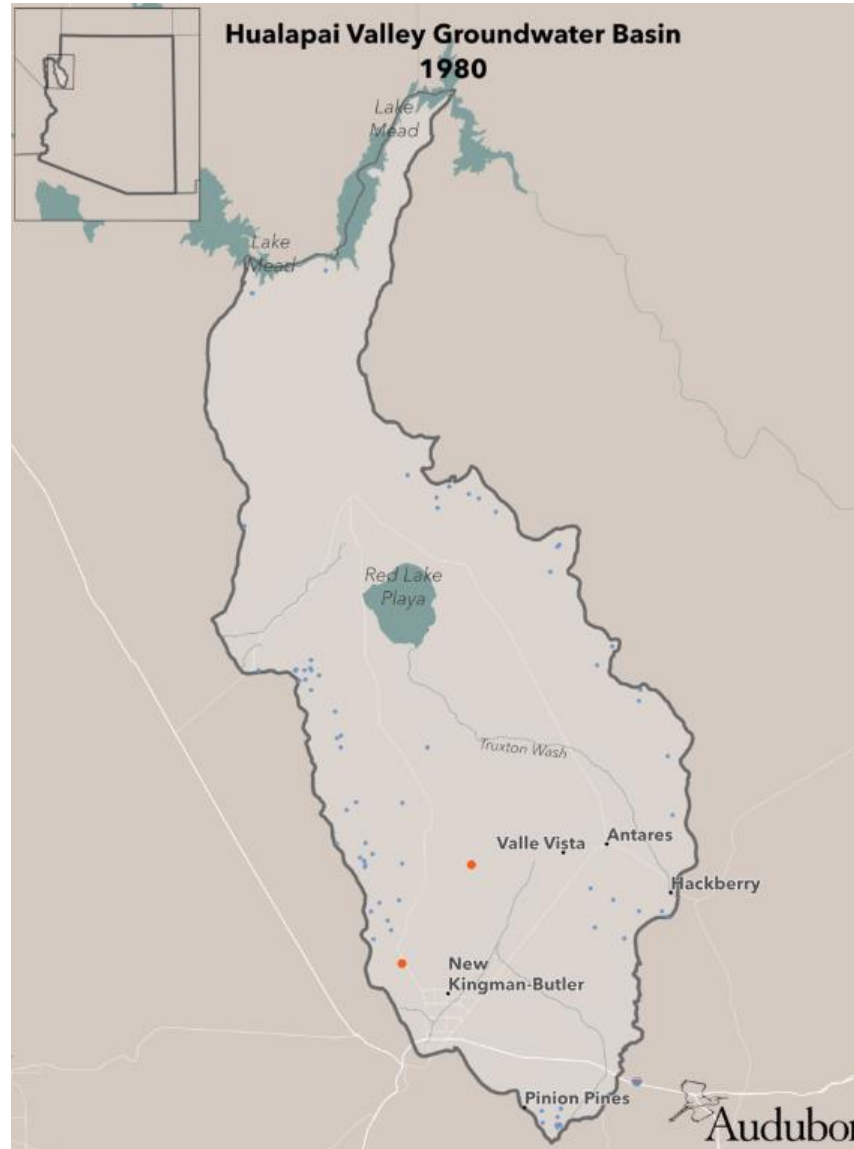 Hualapai Valley Groundwater Basin
1980
Lake
Mead
Lake
Mead
Red Lake
Playa
Truxton Wash
Valle Vista
Antares
Hackberry
New
Kingman-Butler
Pinion Pines
Audubon